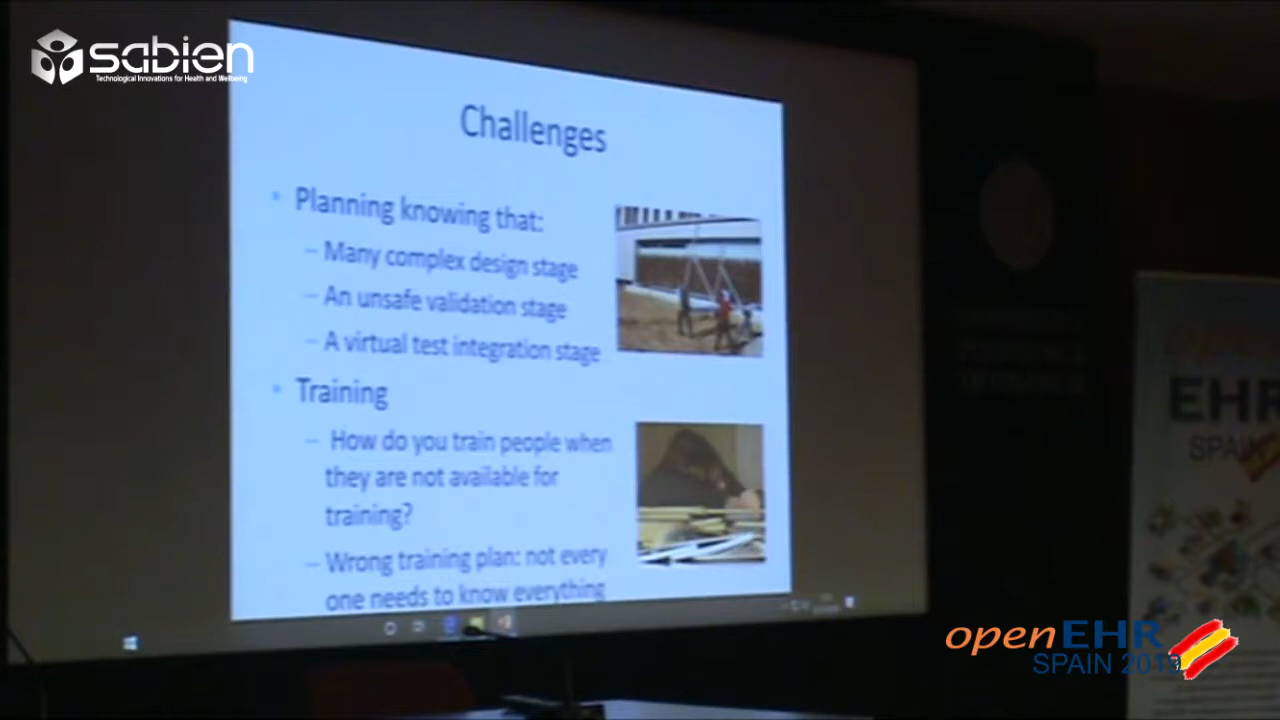 sabien
Technological Innovations for Health and Wellbeing
Challenges
• Planning knowing that:
– Many complex design stage
– An unsafe validation stage
– A virtual test integration stage
• Training
– How do you train people when
they are not available for
training?
– Wrong training plan: not every
one needs to know everything
EHR
SPAIN
openEHR
SPAIN